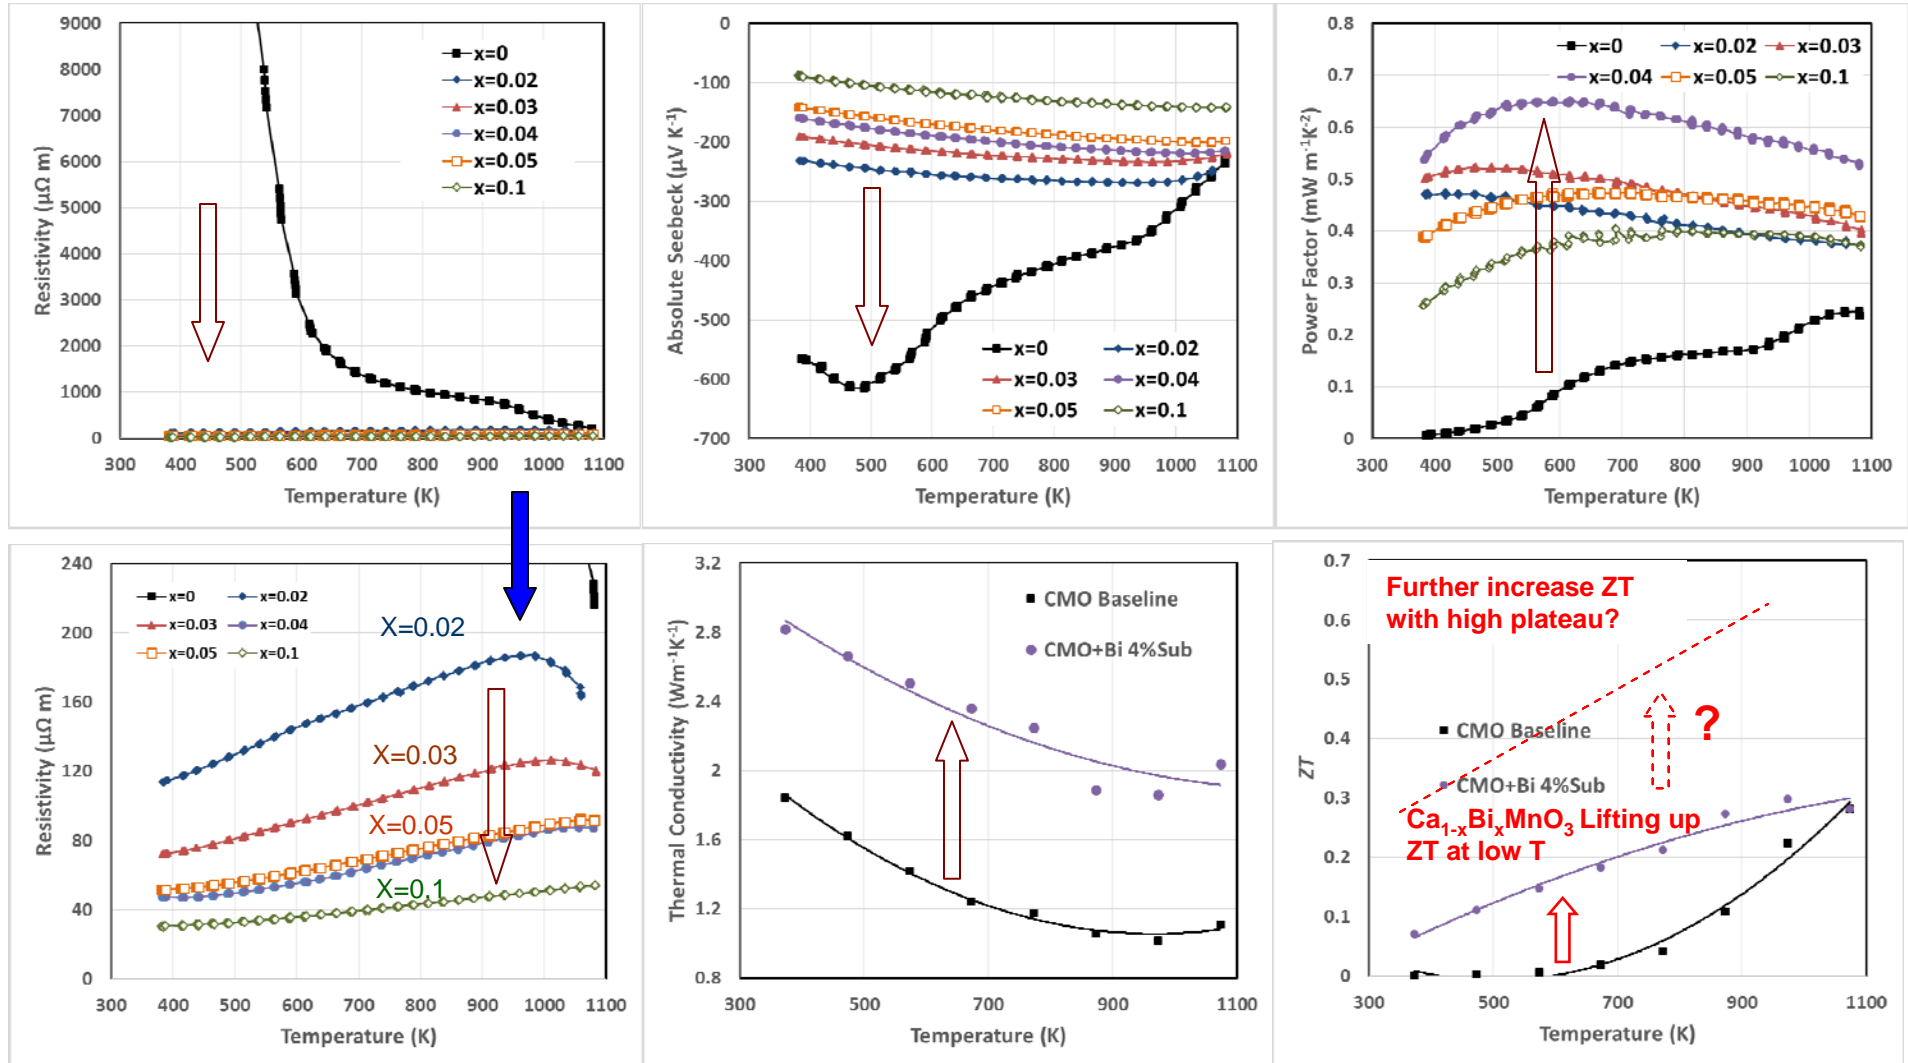 9000
8000
7000
6000
5000
4000
3000
2000
1000
0
Resistivity (µΩ m)
x=0
x=0.02
x=0.03
x=0.04
x=0.05
x=0.1
300 400 500 600 700 800 900 1000 1100
Temperature (K)
-0
-100
-200
-300
-400
-500
-600
-700
Absolute Seebeck (µV K⁻¹)
x=0 x=0.02
x=0.03 x=0.04
x=0.05 x=0.1
300 400 500 600 700 800 900 1000 1100
Temperature (K)
0.8
0.7
0.6
0.5
0.4
0.3
0.2
0.1
0
Power Factor (mW m⁻¹K⁻²)
x=0 x=0.02 x=0.03
x=0.04 x=0.05 x=0.1
300 400 500 600 700 800 900 1000 1100
Temperature (K)
240
200
160
120
80
40
0
Resistivity (µΩ m)
x=0 x=0.02
x=0.03 x=0.04
x=0.05 x=0.1
X=0.02
X=0.03
X=0.05
X=0.1
300 400 500 600 700 800 900 1000 1100
Temperature (K)
3.2
2.8
2.4
2
1.6
1.2
0.8
Thermal Conductivity (Wm⁻¹K⁻¹)
CMO Baseline
CMO+Bi 4%Sub
300 500 700 900 1100
Temperature (K)
0.7
0.6
0.5
0.4
0.3
0.2
0.1
0
ZT
Further increase ZT
with high plateau?
?
CMO Baseline
CMO+Bi 4%Sub
Ca₁₋ₓBiₓMnO₃ Lifting up
ZT at low T
300 500 700 900 1100
Temperature (K)